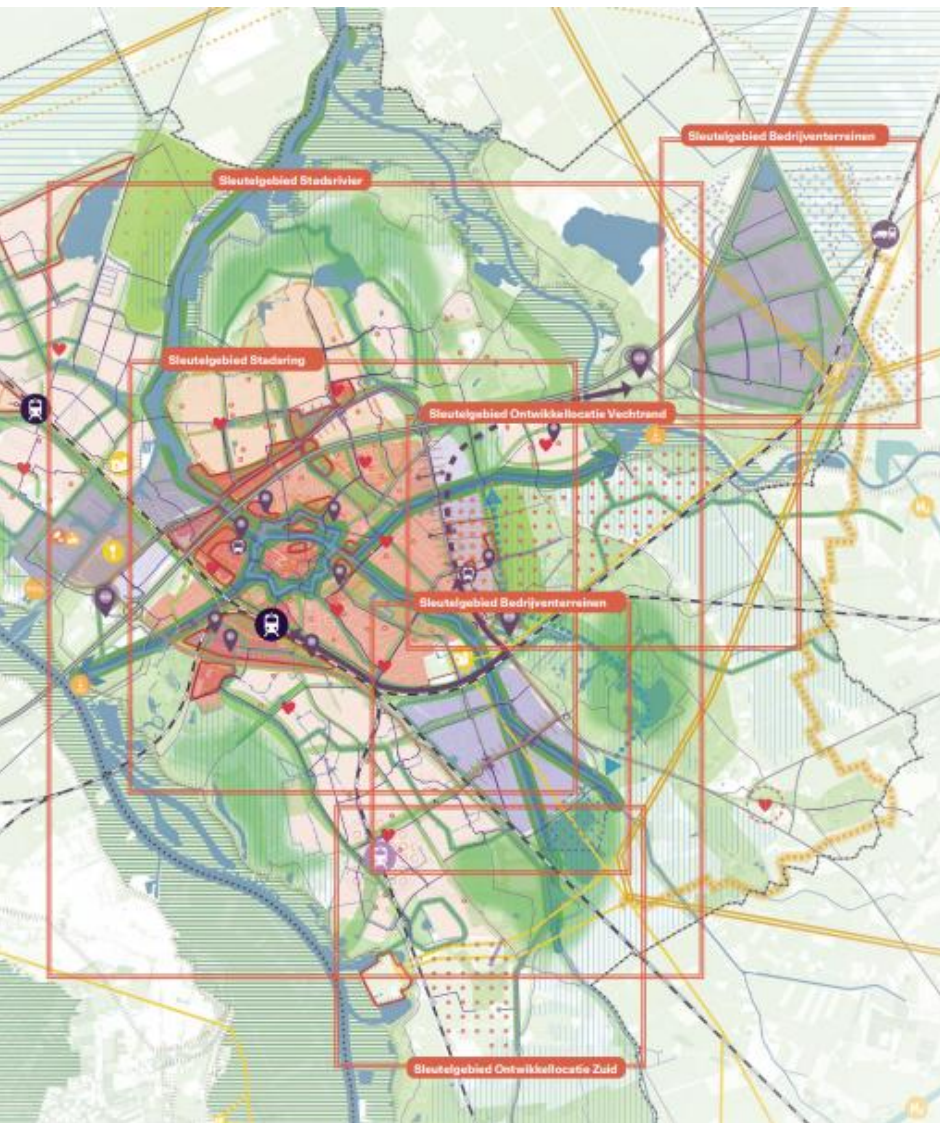 Sleutelgebied Bedrijventerreinen
Sleutelgebied Stadsrivier
Sleutelgebied Stadsring
Sleutelgebied Ontwikkellocatie Vechtrand
Sleutelgebied Bedrijventerreinen
Sleutelgebied Ontwikkellocatie Zuid